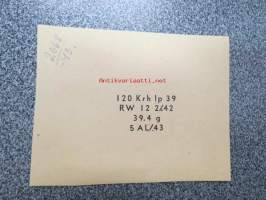 Antikvariaatti.net
120 Krh lp 39
RW 12 2/42
39.4 g
5 AL/.43